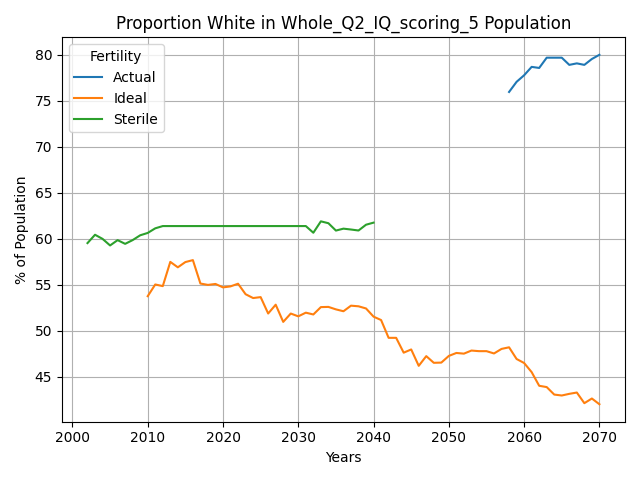 Proportion White in Whole_Q2_IQ_scoring_5 Population
Fertility
Actual
Ideal
Sterile
% of Population
80
75
70
65
60
55
50
45
2000 2010 2020 2030 2040 2050 2060 2070
Years